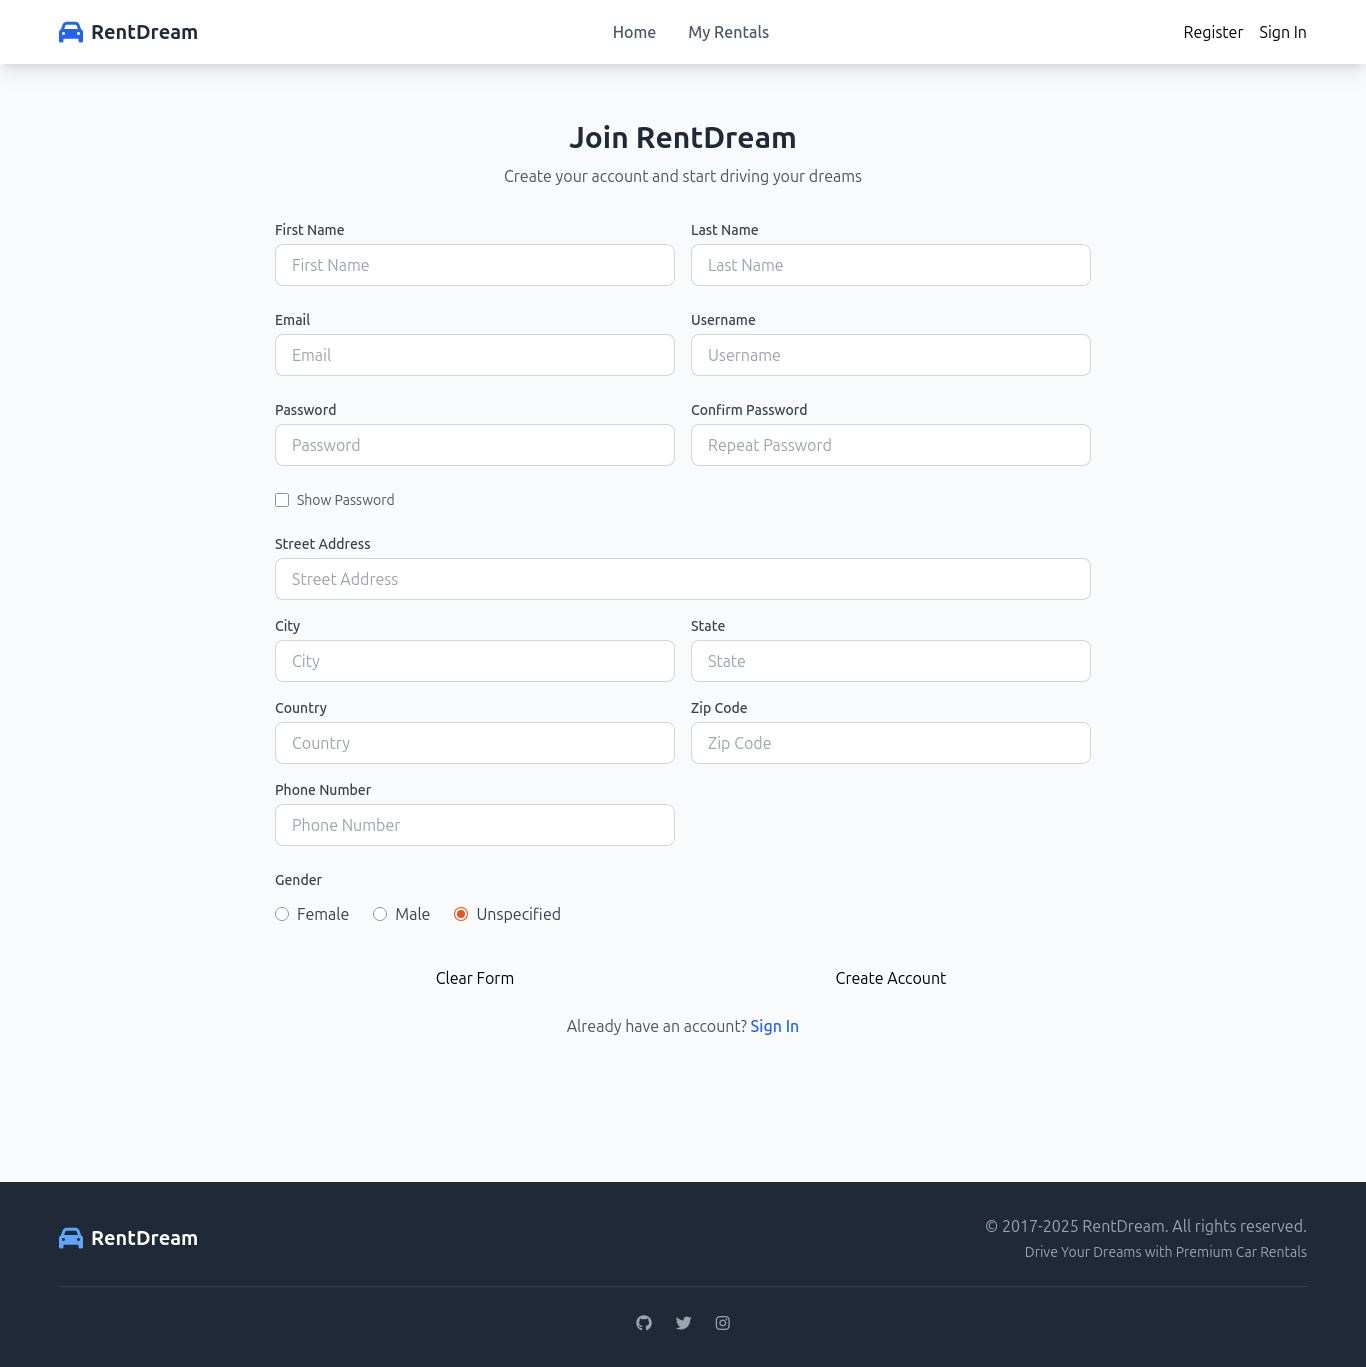 RentDream
Home
My Rentals
Register
Sign In
Join RentDream
Create your account and start driving your dreams
First Name
Last Name
First Name
Last Name
Email
Username
Email
Username
Password
Confirm Password
Password
Repeat Password
Show Password
Street Address
Street Address
City
State
City
State
Country
Zip Code
Country
Zip Code
Phone Number
Phone Number
Gender
Female
Male
Unspecified
Clear Form
Create Account
Already have an account? Sign In
RentDream
© 2017-2025 RentDream. All rights reserved.
Drive Your Dreams with Premium Car Rentals